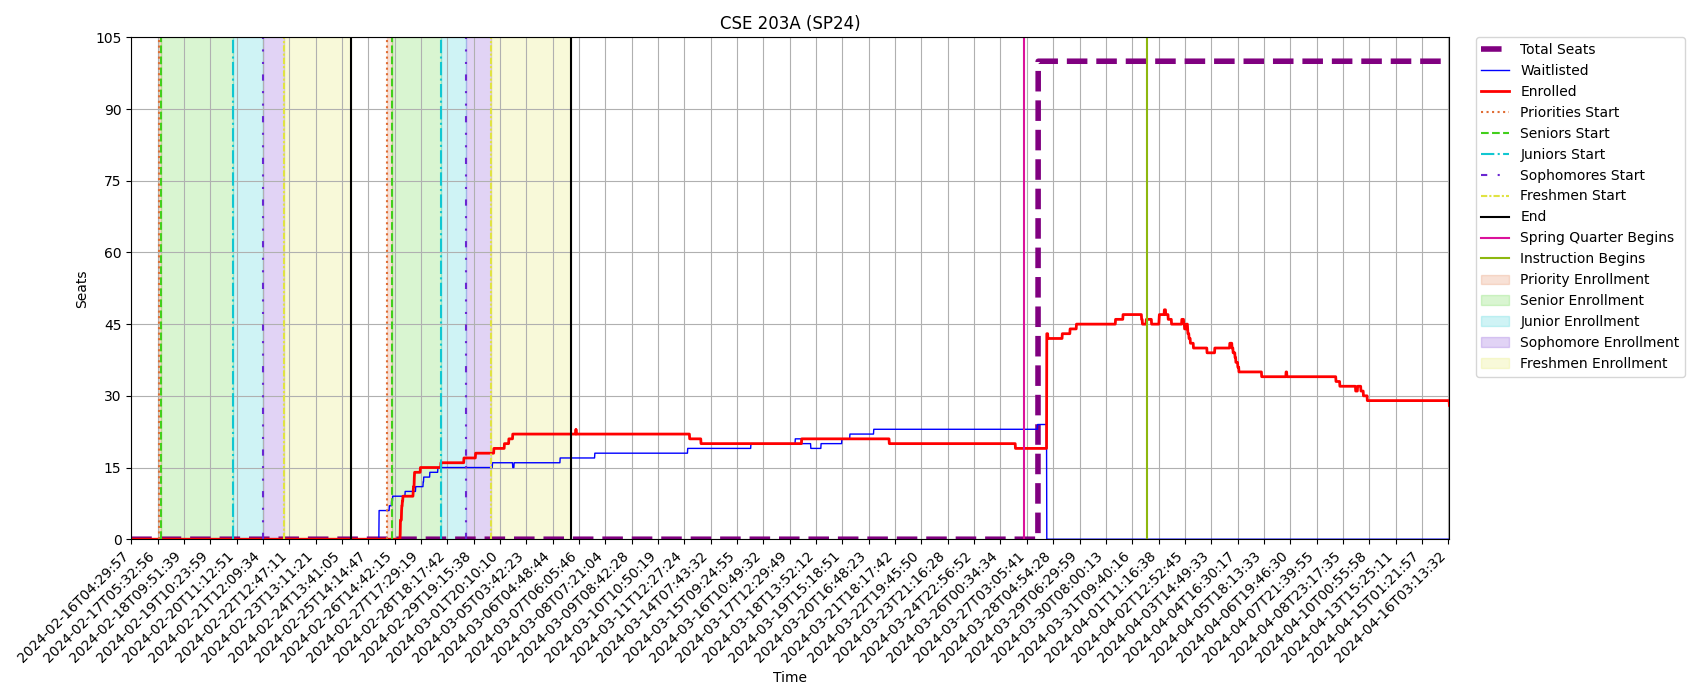 CSE 203A (SP24)
Seats
105
90
75
60
45
30
15
0
2024-02-16T04:29:57
2024-02-17T05:32:56
2024-02-18T09:51:39
2024-02-19T10:23:59
2024-02-20T11:12:51
2024-02-21T12:09:34
2024-02-22T12:47:11
2024-02-23T13:11:21
2024-02-24T13:41:05
2024-02-25T14:14:47
2024-02-26T14:42:15
2024-02-27T17:29:19
2024-02-28T18:17:42
2024-02-29T19:15:38
2024-03-01T20:10:10
2024-03-05T03:42:23
2024-03-06T04:48:44
2024-03-07T06:05:46
2024-03-08T07:21:04
2024-03-09T08:42:28
2024-03-10T10:50:19
2024-03-11T12:27:24
2024-03-14T07:43:32
2024-03-15T09:24:55
2024-03-16T10:49:32
2024-03-17T12:29:49
2024-03-18T13:52:12
2024-03-19T15:18:51
2024-03-20T16:48:23
2024-03-21T18:17:42
2024-03-22T19:45:50
2024-03-23T21:16:28
2024-03-24T22:56:52
2024-03-26T00:34:34
2024-03-27T03:05:41
2024-03-28T04:54:28
2024-03-29T06:29:59
2024-03-30T08:00:13
2024-03-31T09:40:16
2024-04-01T11:16:38
2024-04-02T12:52:45
2024-04-03T14:49:33
2024-04-04T16:30:17
2024-04-05T18:13:33
2024-04-06T19:46:30
2024-04-07T21:39:55
2024-04-08T23:17:35
2024-04-10T00:55:58
2024-04-13T15:25:11
2024-04-15T01:21:57
2024-04-16T03:13:32
Time
Total Seats
Waitlisted
Enrolled
Priorities Start
Seniors Start
Juniors Start
Sophomores Start
Freshmen Start
End
Spring Quarter Begins
Instruction Begins
Priority Enrollment
Senior Enrollment
Junior Enrollment
Sophomore Enrollment
Freshmen Enrollment